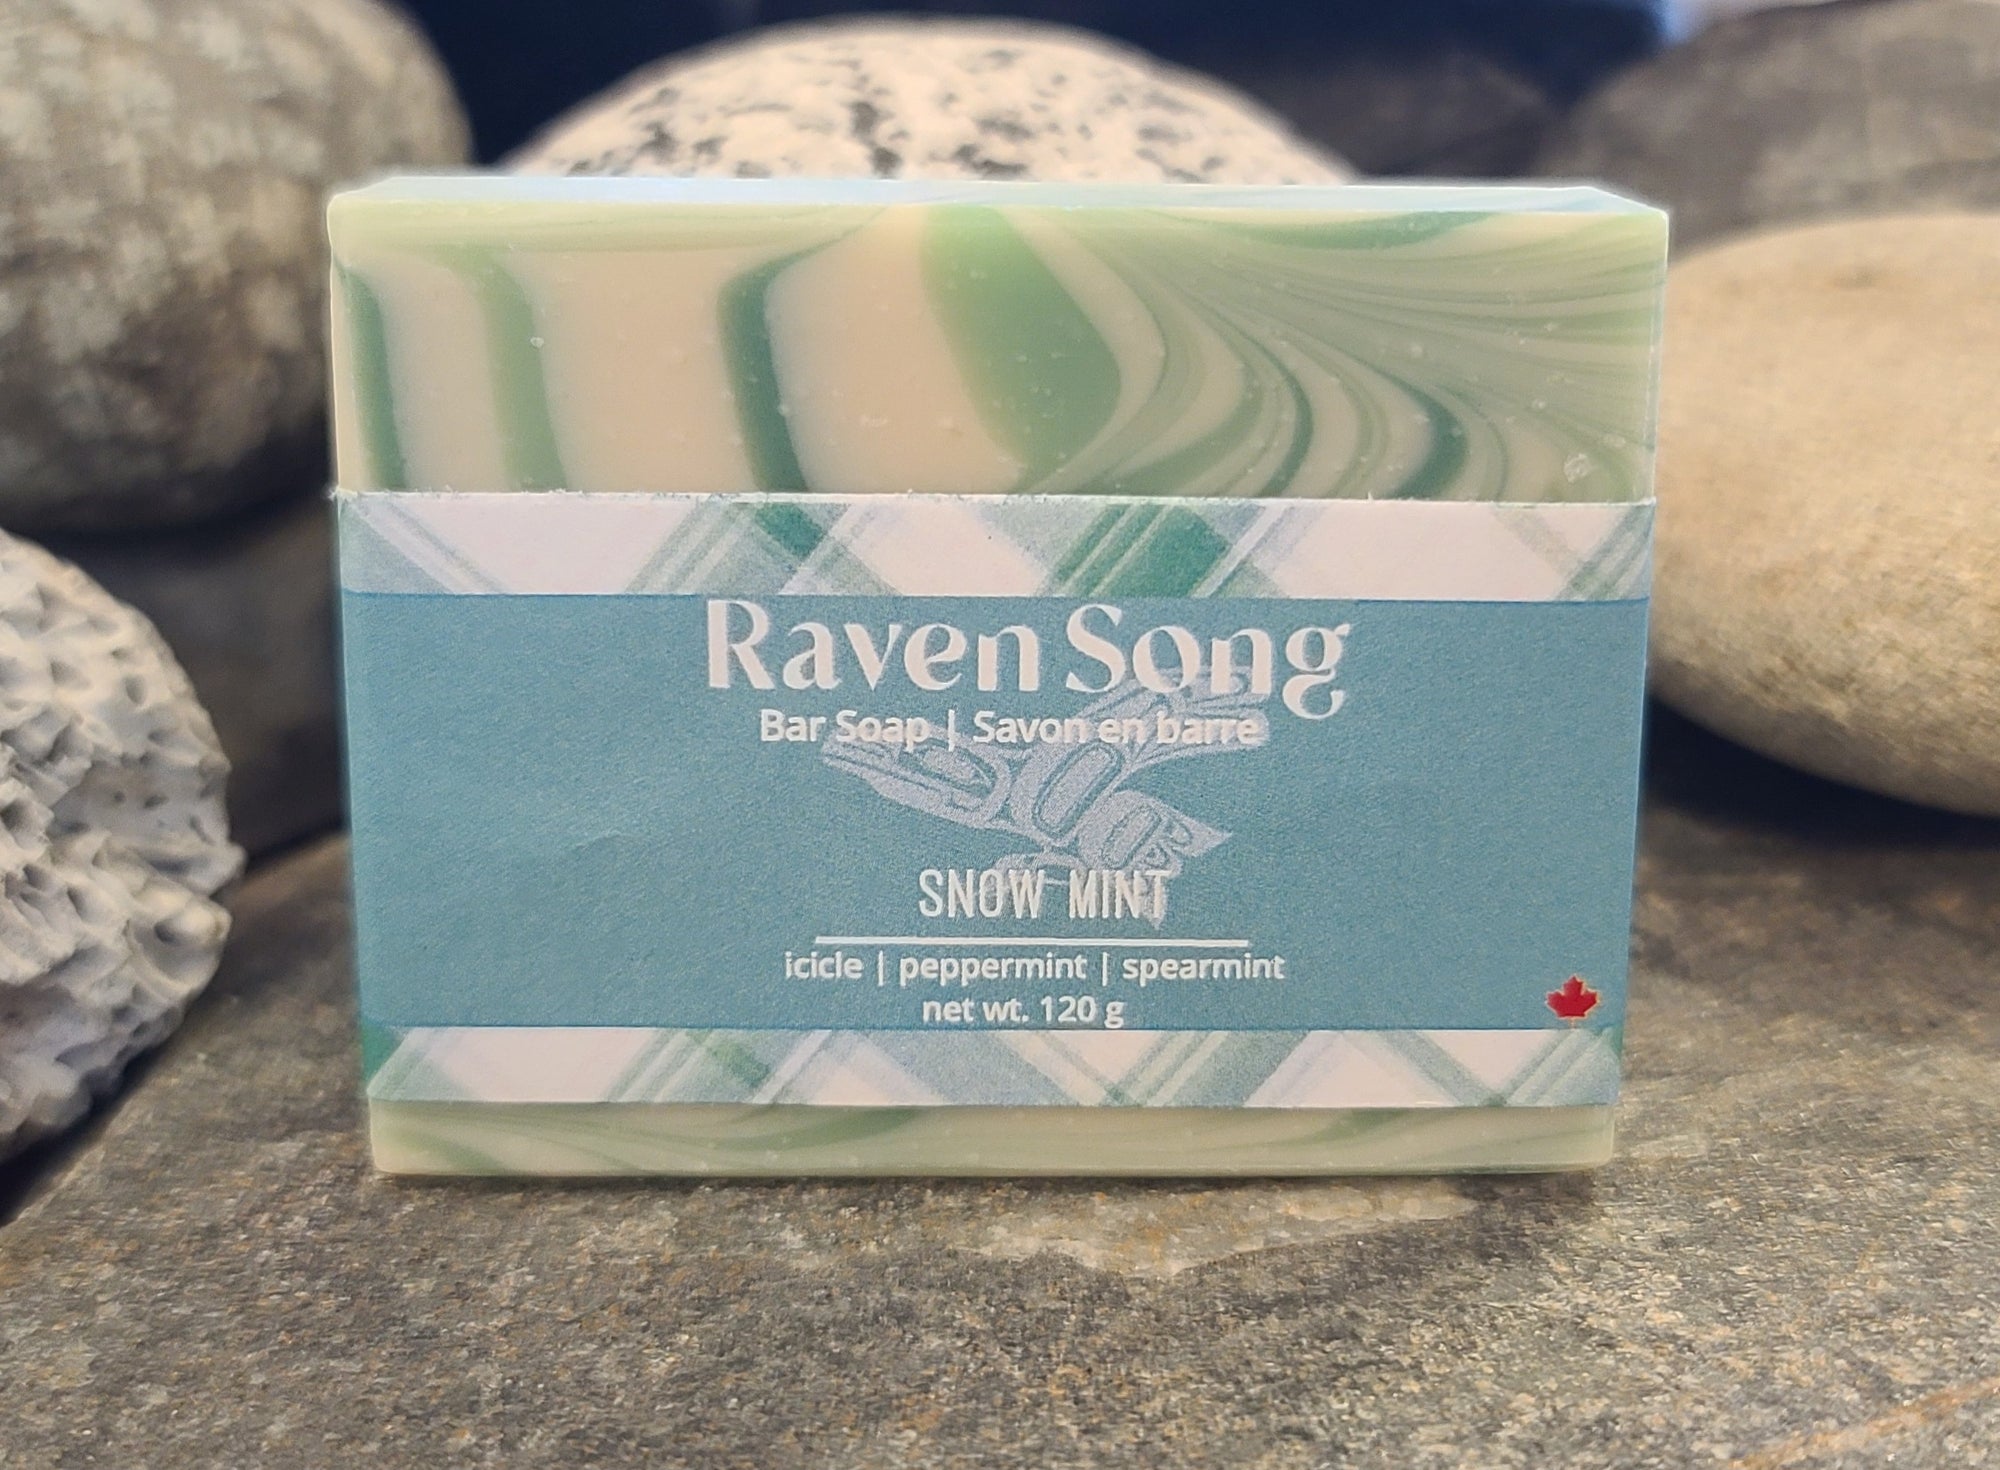 Raven Song
Bar Soap | Savon en barre
SNOW MINT
icicle | peppermint | spearmint
net wt. 120 g